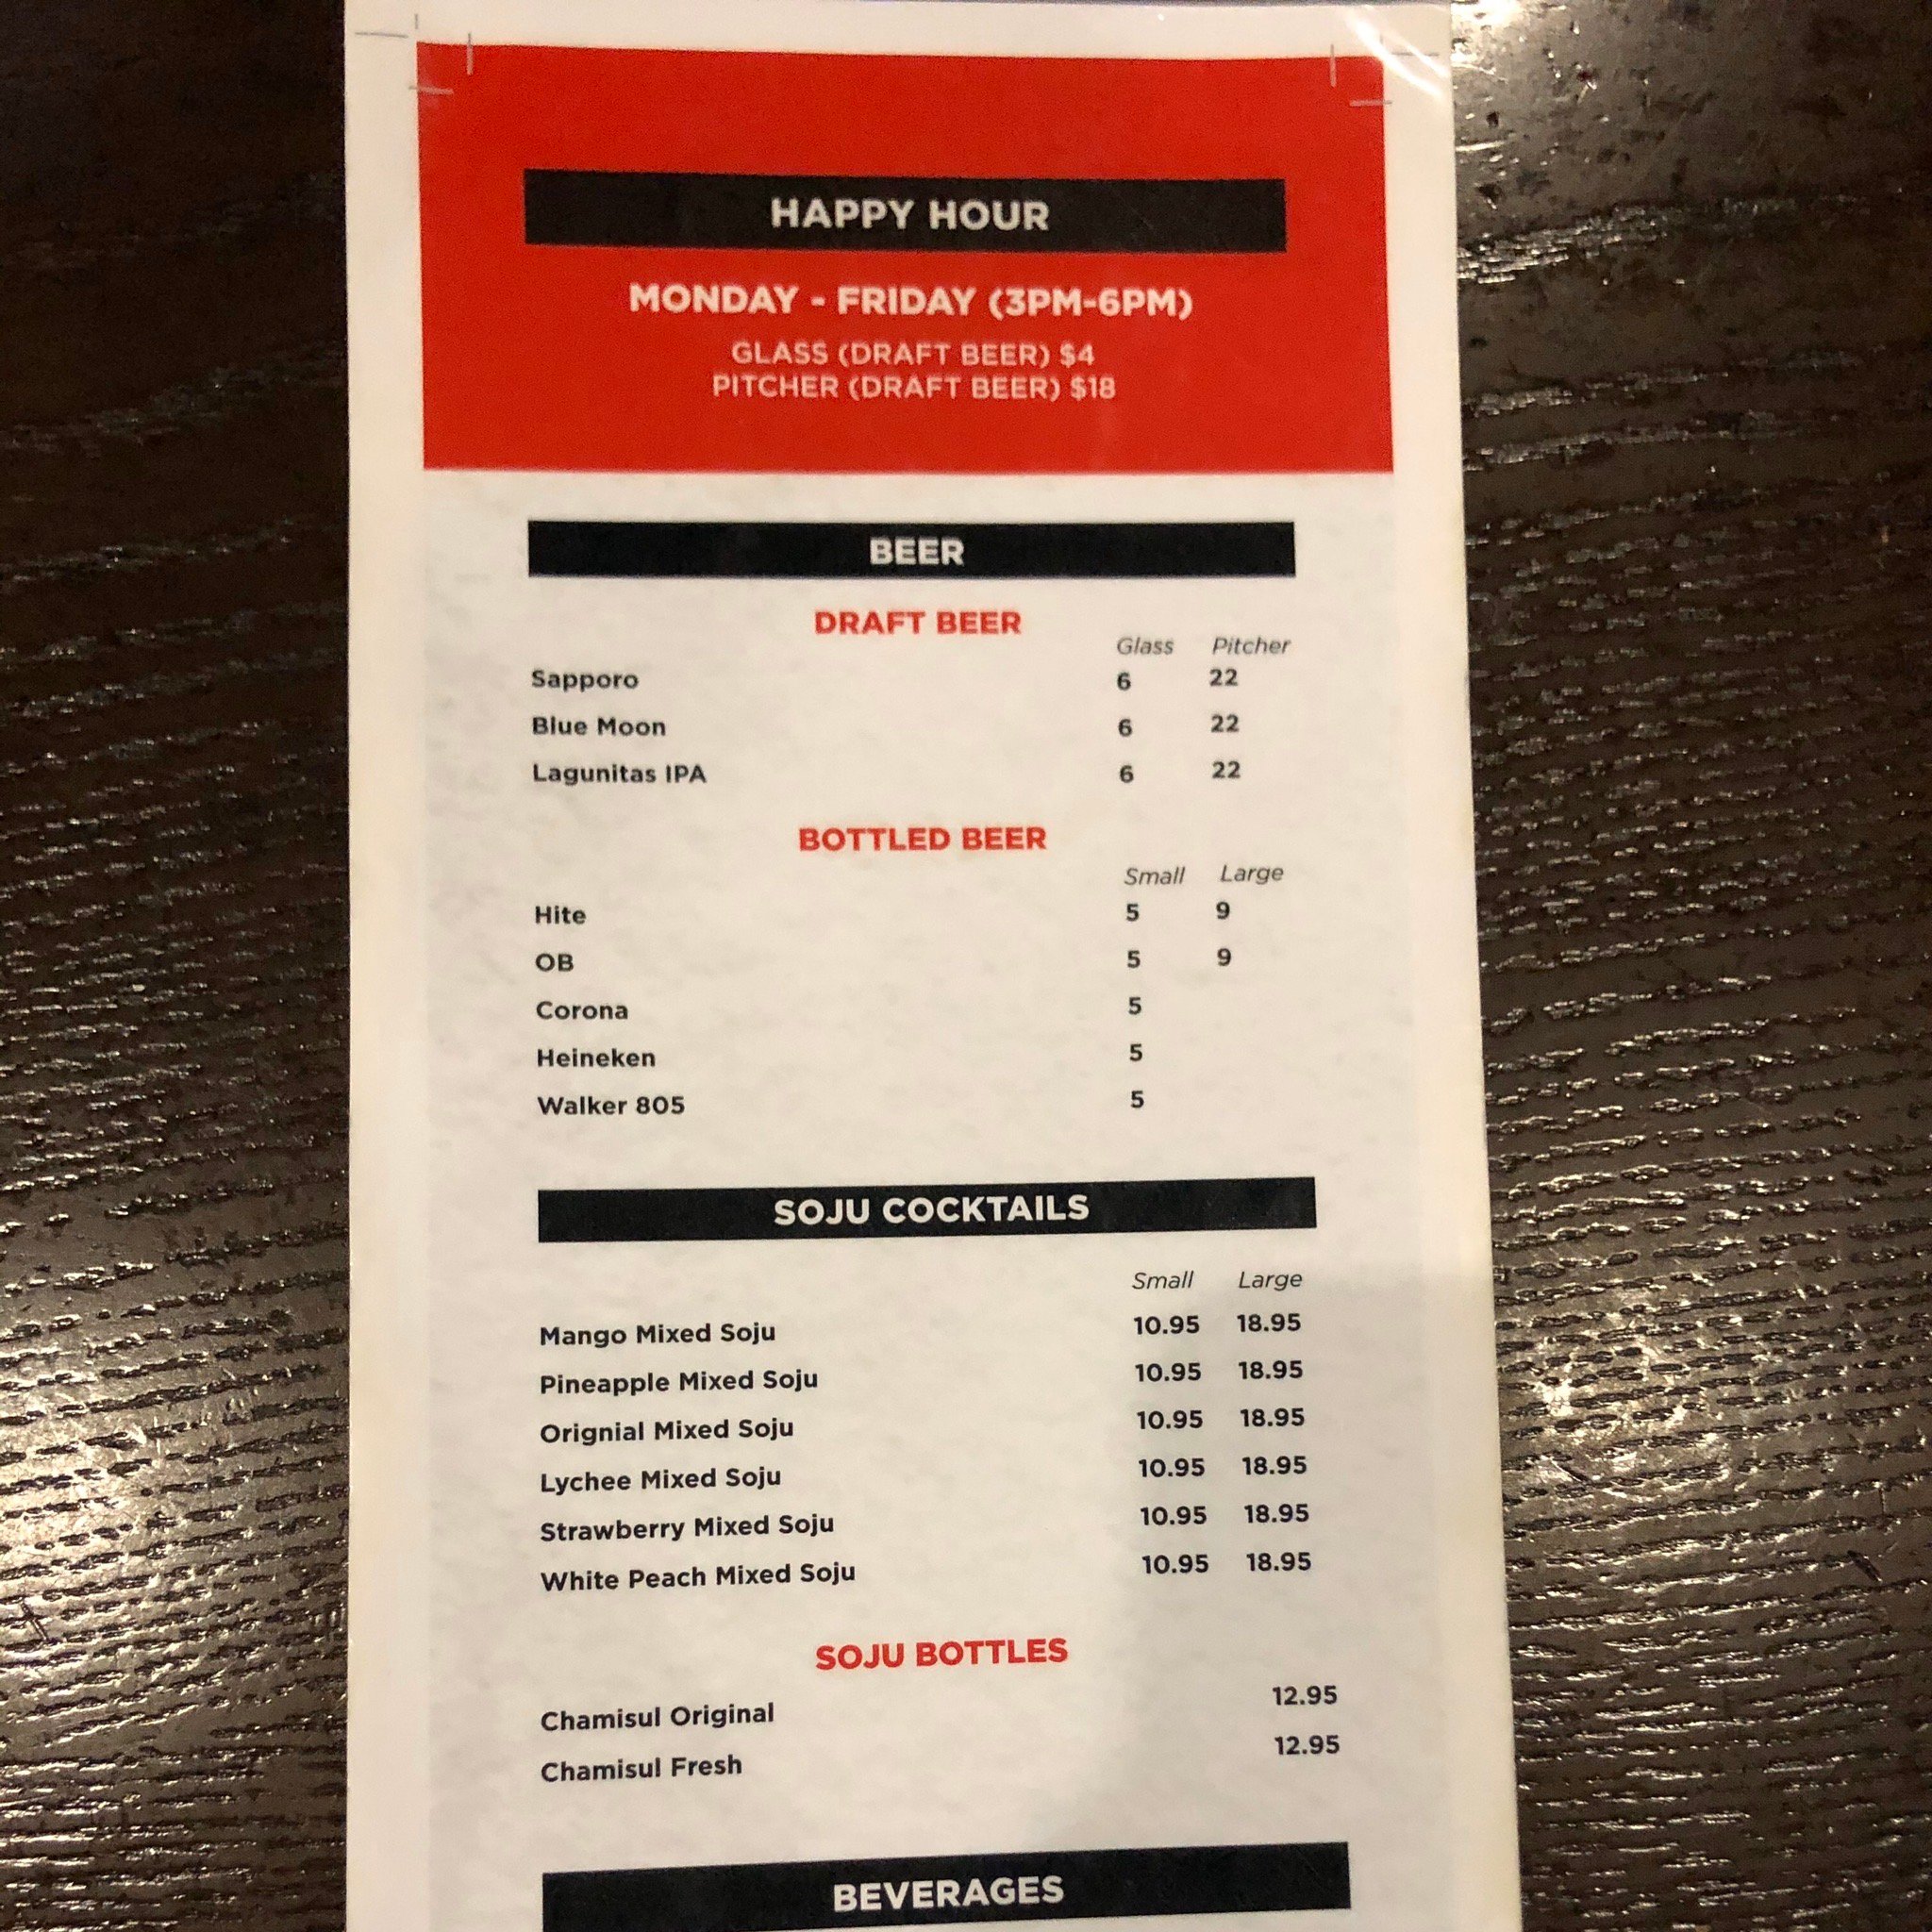 HAPPY HOUR
MONDAY - FRIDAY (3PM-6PM)
GLASS (DRAFT BEER) $4
PITCHER (DRAFT BEER) $18
BEER
DRAFT BEER
Glass Pitcher
Sapporo 6 22
Blue Moon 6 22
Lagunitas IPA 6 22
BOTTLED BEER
Small Large
Hite 5 9
OB 5 9
Corona 5
Heineken 5
Walker 805 5
SOJU COCKTAILS
Small Large
Mango Mixed Soju 10.95 18.95
Pineapple Mixed Soju 10.95 18.95
Orignial Mixed Soju 10.95 18.95
Lychee Mixed Soju 10.95 18.95
Strawberry Mixed Soju 10.95 18.95
White Peach Mixed Soju 10.95 18.95
SOJU BOTTLES
Chamisul Original 12.95
Chamisul Fresh 12.95
BEVERAGES